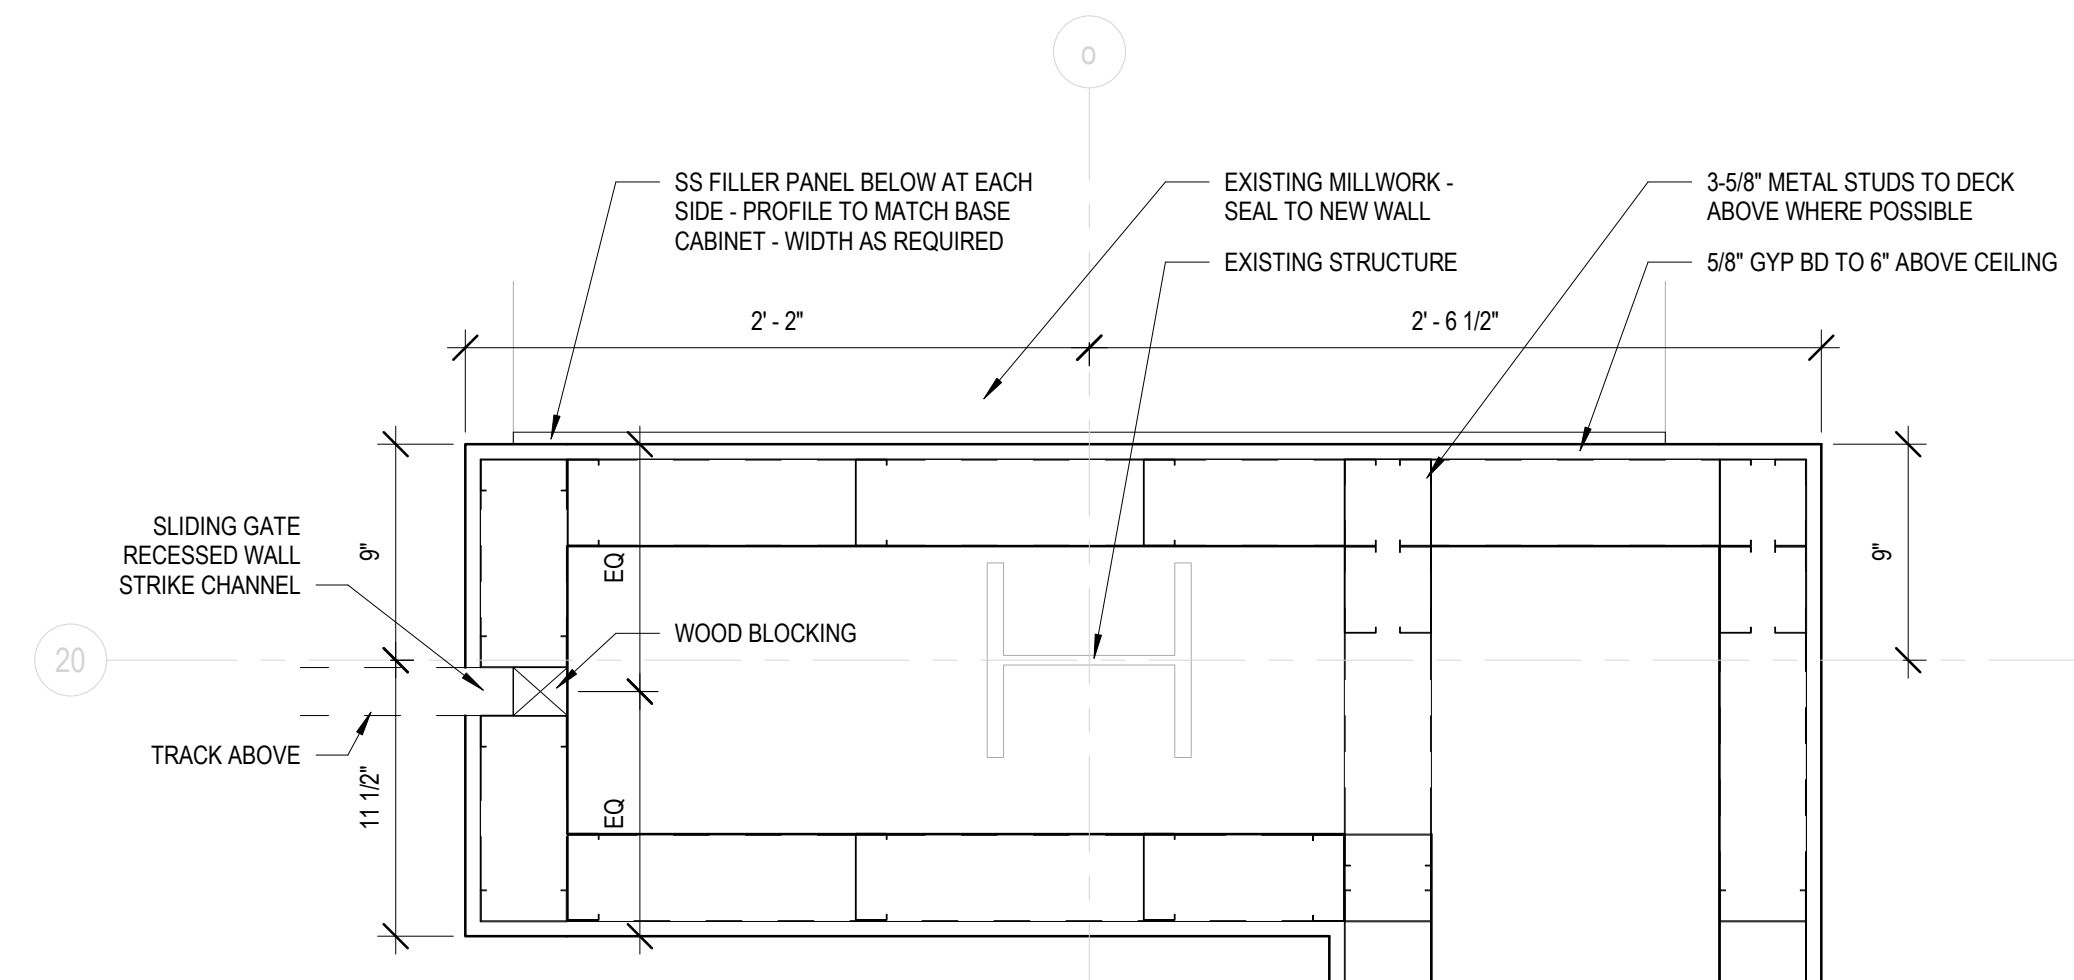 o
SS FILLER PANEL BELOW AT EACH
SIDE - PROFILE TO MATCH BASE
CABINET - WIDTH AS REQUIRED
EXISTING MILLWORK -
SEAL TO NEW WALL
EXISTING STRUCTURE
3-5/8" METAL STUDS TO DECK
ABOVE WHERE POSSIBLE
5/8" GYP BD TO 6" ABOVE CEILING
2' - 2"
2' - 6 1/2"
SLIDING GATE
RECESSED WALL
STRIKE CHANNEL
9"
EQ
9"
WOOD BLOCKING
20
TRACK ABOVE
11 1/2"
EQ